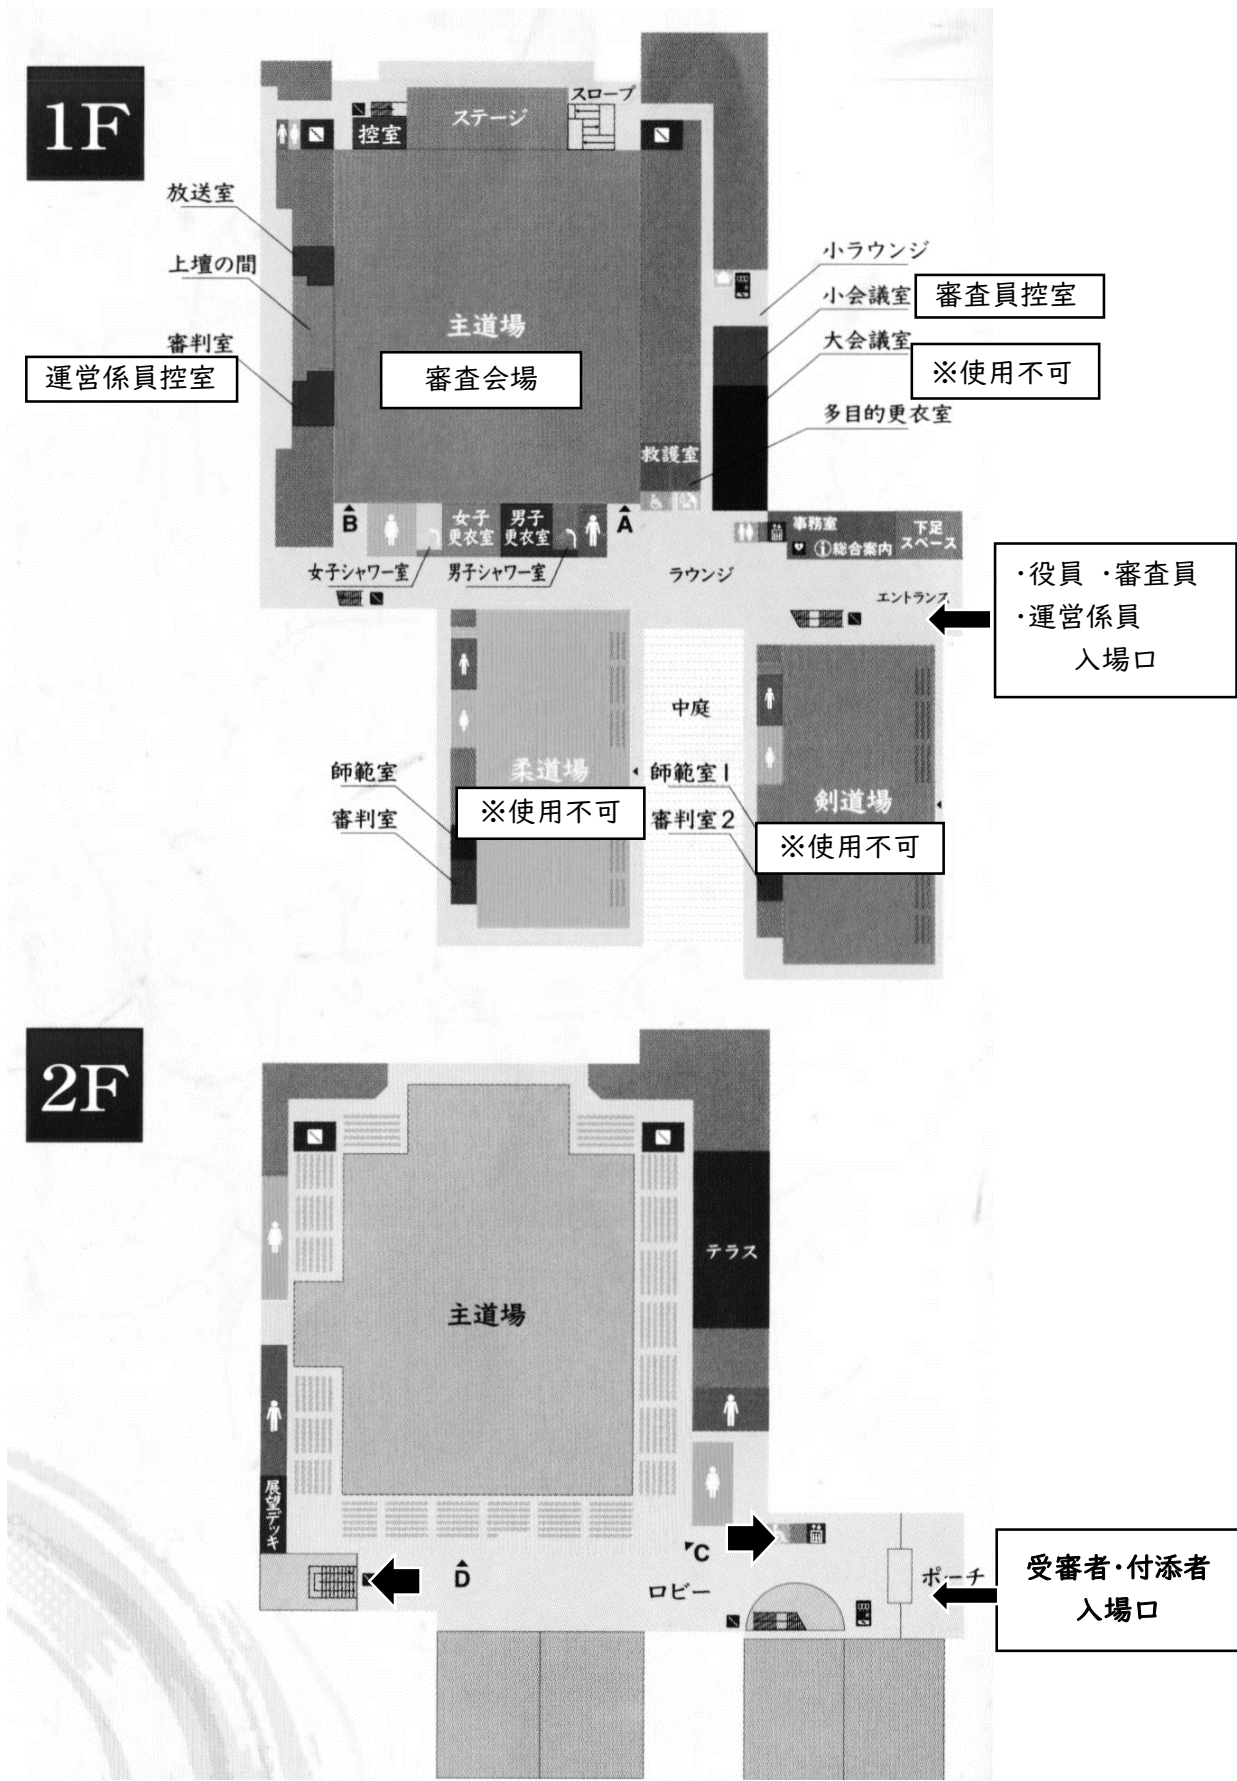 1F
スロープ
ステージ
控室
放送室
上壇の間
小ラウンジ
小会議室
審査員控室
主道場
審判室
大会議室
運営係員控室
審査会場
※使用不可
多目的更衣室
救護室
B
女子
更衣室
男子
更衣室
A
事務室
i総合案内
下足
スペース
女子シャワー室
男子シャワー室
ラウンジ
エントランス
・役員 ・審査員
・運営係員
入場口
中庭
師範室
柔道場
師範室1
剣道場
審判室
※使用不可
審判室2
※使用不可
2F
テラス
主道場
展望デッキ
C
D
ロビー
ポーチ
受審者・付添者
入場口